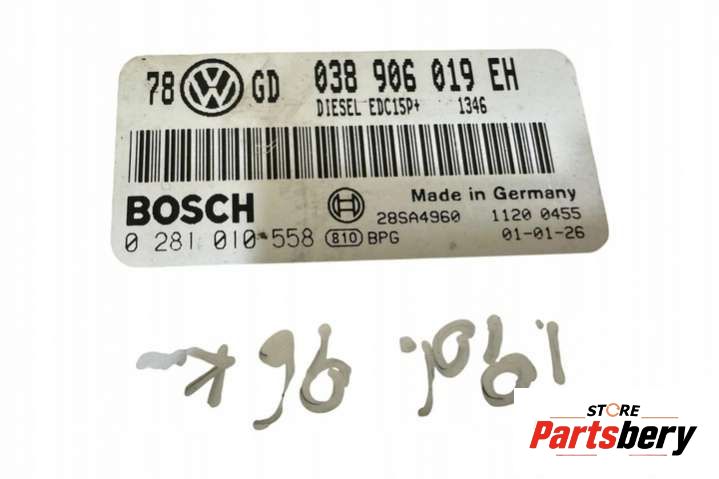 78 VW GD 038 906 019 EH
DIESEL EDC15P+ 1346
BOSCH Made in Germany
28SA4960 1120 0455
0 281 010-558 810 BPG 01-01-26
STORE
Partsbery